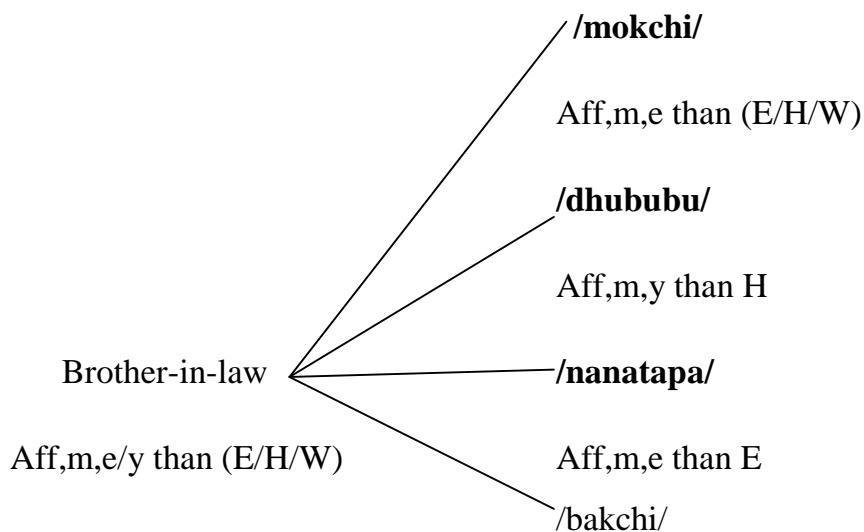 /mokchi/
Aff,m,e than (E/H/W)
/dhububu/
Aff,m,y than H
Brother-in-law
/nanatapa/
Aff,m,e/y than (E/H/W)
Aff,m,e than E
/bakchi/